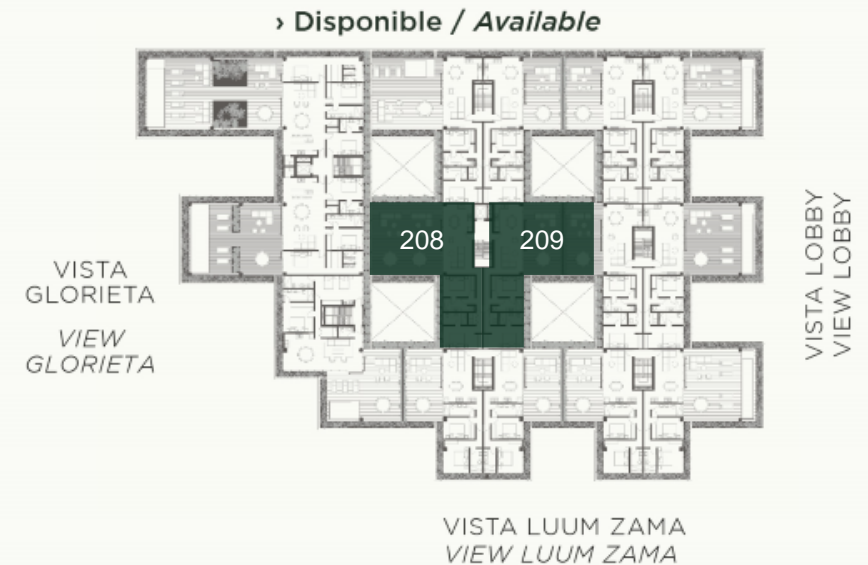 › Disponible / Available
208
209
VISTA
GLORIETA
VIEW
GLORIETA
VISTA LOBBY
VIEW LOBBY
VISTA LUUM ZAMA
VIEW LUUM ZAMA